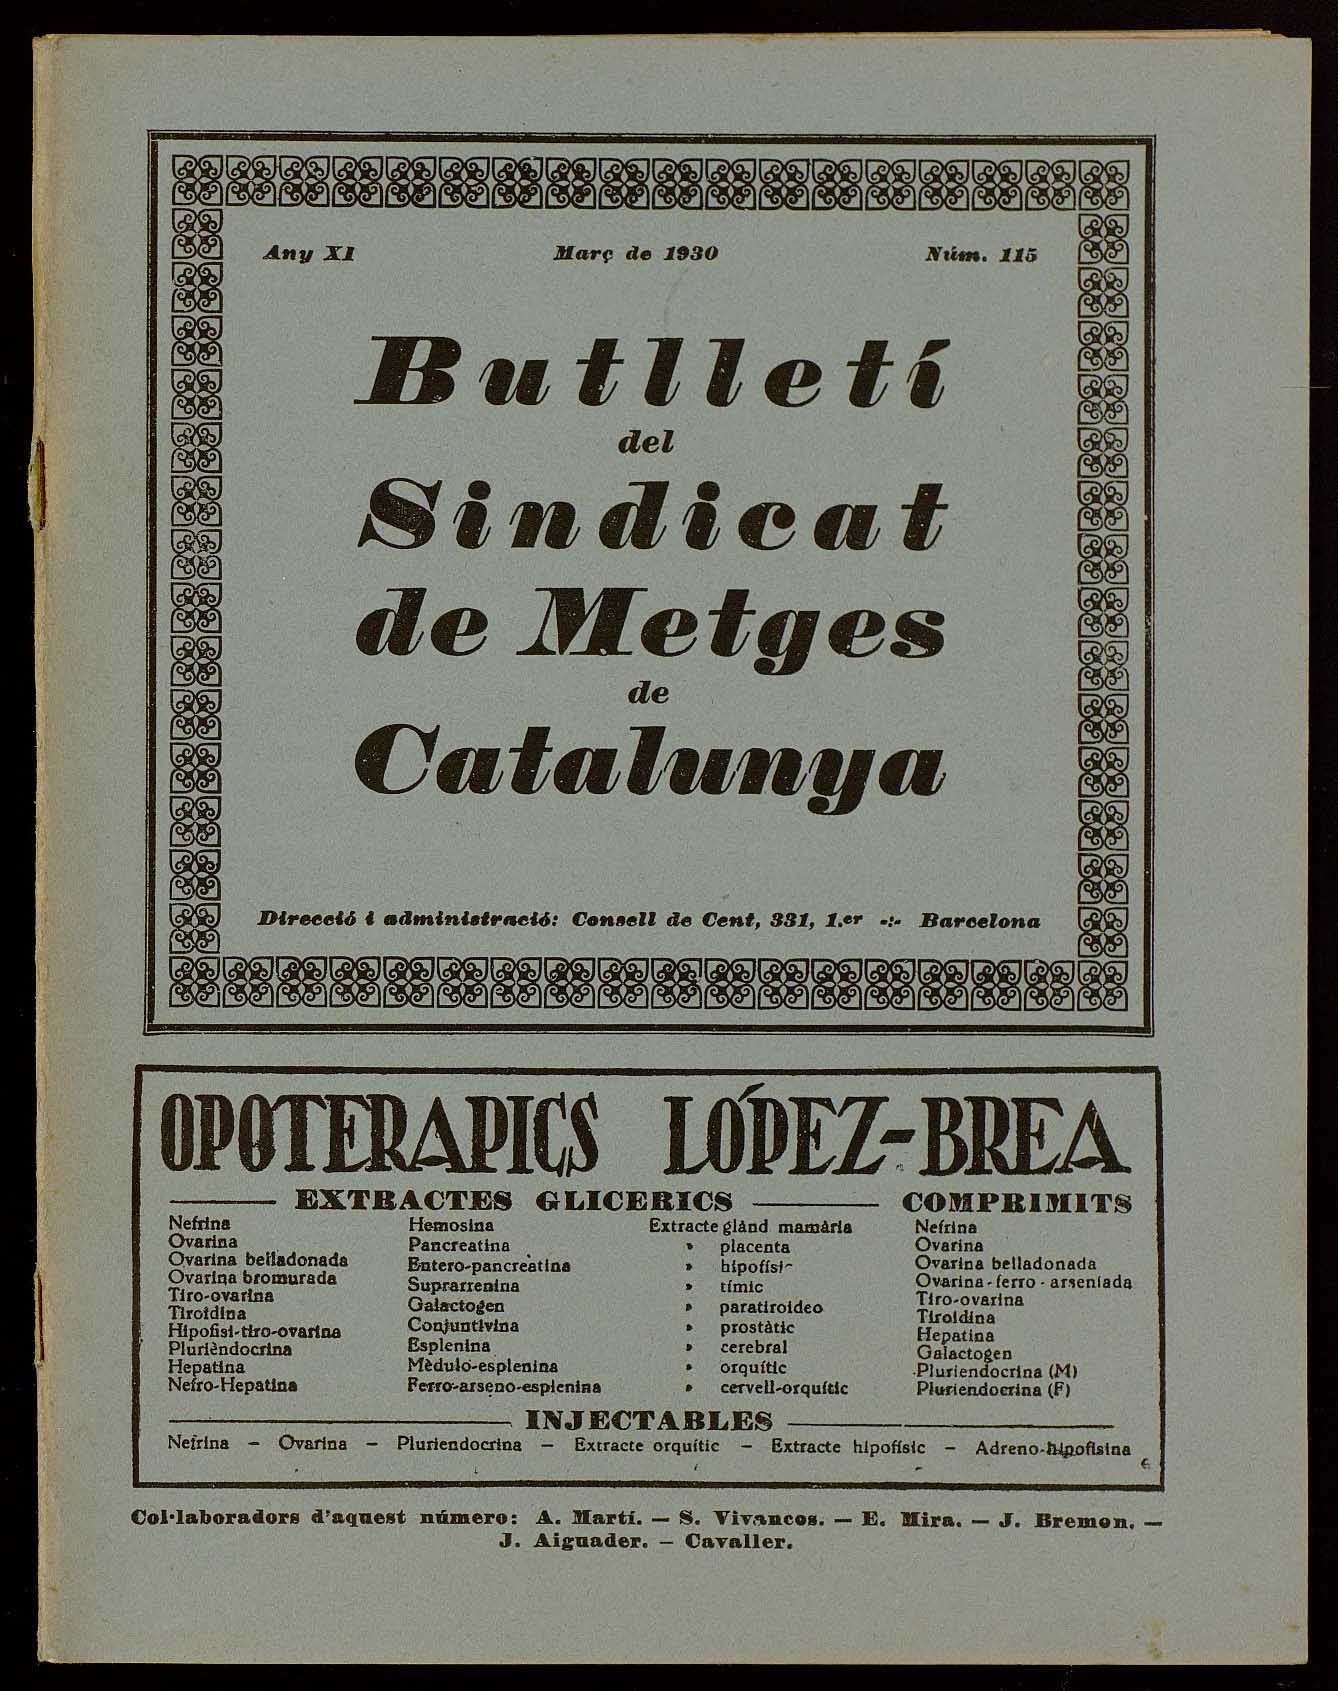 Any XI Març de 1930 Núm. 115
Butlletí
del
Sindicat
de Metges
de
Catalunya
Direcció i administració: Consell de Cent, 331, 1.er -:- Barcelona
OPOTERAPICS LÓPEZ-BREA
EXTRACTES GLICERICS
Nefrina
Ovarina
Ovarina belladonada
Ovarina bromurada
Tiro-ovarina
Tiroidina
Hipofisi-tiro-ovarina
Plurièndocrina
Hepatina
Nefro-Hepatina
Hemosina
Pancreatina
Entero-pancreàtina
Suprarrenina
Galactogen
Conjuntivina
Esplenina
Mèdulo-esplenina
Ferro-arseno-esplenina
Extracte glànd mamària
» placenta
» hipofísi
» tímic
» paratiroideo
» prostàtic
» cerebral
» orquític
» cervell-orquític
COMPRIMITS
Nefrina
Ovarina
Ovarina belladonada
Ovarina-ferro-arseniada
Tiro-ovarina
Tiroidina
Hepatina
Galactogen
Pluriendocrina (M)
Pluriendocrina (F)
INJECTABLES
Nefrina – Ovarina – Pluriendocrina – Extracte orquític – Extracte hipofísic – Adreno-hipofisina
Col·laboradors d'aquest número: A. Martí. — S. Vivancos. — E. Mira. — J. Bremon. —
J. Aiguader. — Cavaller.